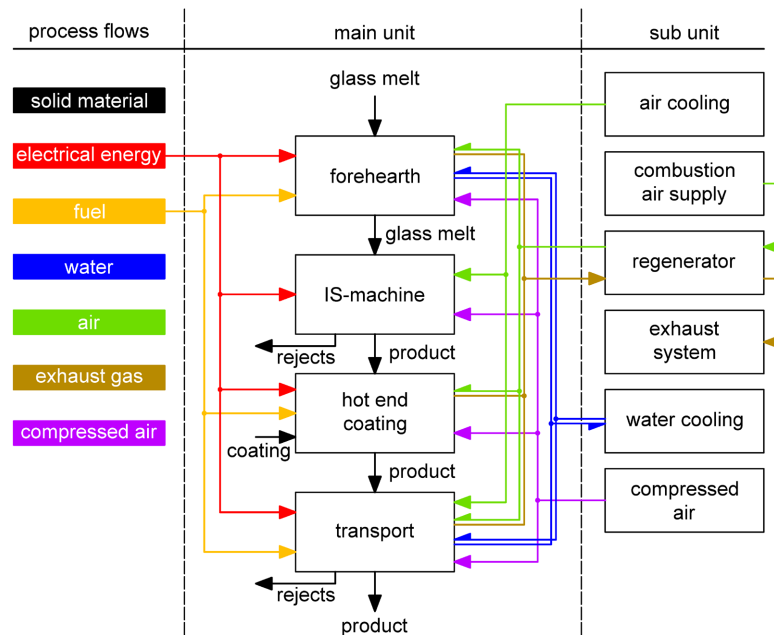 process flows
main unit
sub unit
solid material
electrical energy
fuel
water
air
exhaust gas
compressed air
glass melt
forehearth
glass melt
IS-machine
rejects
product
hot end
coating
coating
product
transport
rejects
product
air cooling
combustion
air supply
regenerator
exhaust
system
water cooling
compressed
air